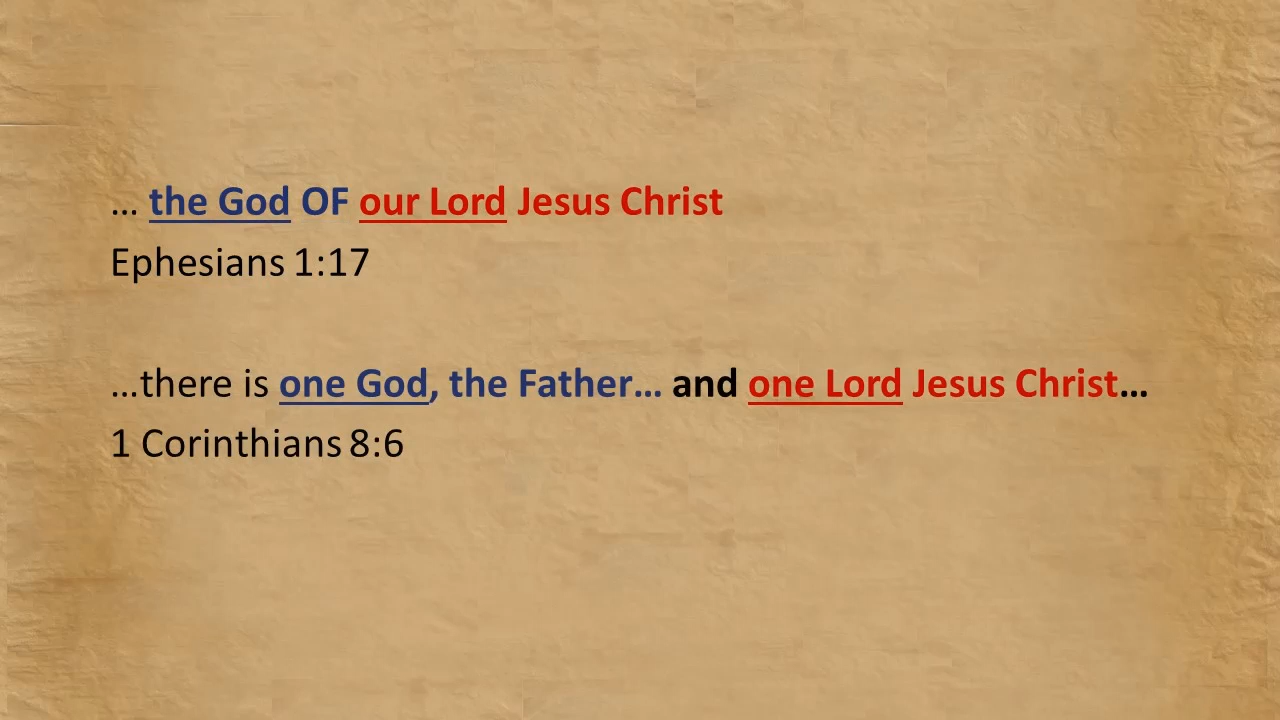 … the God OF our Lord Jesus Christ
Ephesians 1:17
…there is one God, the Father… and one Lord Jesus Christ…
1 Corinthians 8:6